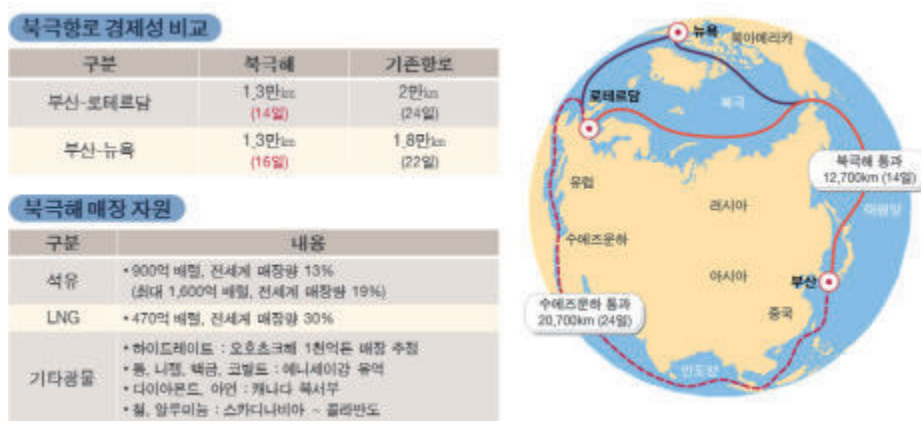 북극항로 경제성 비교
구분 북극해 기존항로
부산-로테르담 1.3만km (14일) 2만km (24일)
부산-뉴욕 1.3만km (16일) 1.8만km (22일)
북극해 매장 자원
구분 내용
석유 • 900억 배럴, 전세계 매장량 13%
(최대 1,600억 배럴, 전세계 매장량 19%)
LNG • 470억 배럴, 전세계 매장량 30%
기타광물 • 하이드레이트 : 오호츠크해 1천억톤 매장 추정
• 동, 니켈, 백금, 코발트 : 예니세이강 유역
• 다이아몬드, 아연 : 캐나다 북서부
• 철, 알루미늄 : 스카디나비아 ~ 콜라반도
뉴욕
북아메리카
로테르담
북극
북극해 통과
12,700km (14일)
유럽
러시아
태평양
수에즈운하
아시아
부산
수에즈운하 통과
20,700km (24일)
중국
인도양